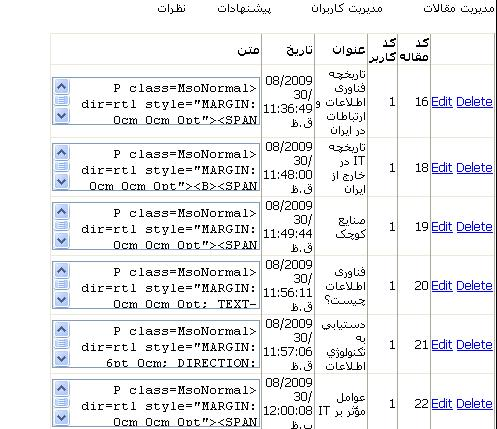 مدیریت مقالات مدیریت کاربران پیشنهادات نظرات
کد مقاله کد کاربر عنوان تاریخ متن
Edit Delete 16 1
تاریخچه
فناوری
اطلاعات و
ارتباطات
در ایران
08/2009
30/
11:36:49
ق.ظ
P class=MsoNormal>
dir=rtl style="MARGIN:
0cm 0cm 0pt"><SPAN
Edit Delete 18 1
تاریخچه
IT در
خارج از
ایران
08/2009
30/
11:48:00
ق.ظ
P class=MsoNormal>
dir=rtl style="MARGIN:
0cm 0cm 0pt"><B><SPAN
Edit Delete 19 1
صنایع
کوچک
08/2009
30/
11:49:44
ق.ظ
P class=MsoNormal>
dir=rtl style="MARGIN:
0cm 0cm 0pt"><SPAN
Edit Delete 20 1
فناوری
اطلاعات
چیست؟
08/2009
30/
11:56:11
ق.ظ
P class=MsoNormal>
dir=rtl style="MARGIN:
0cm 0cm 0pt; TEXT-
Edit Delete 21 1
دستیابی
به
تکنولوژي
اطلاعات
08/2009
30/
11:57:06
ق.ظ
P class=MsoNormal>
dir=rtl style="MARGIN:
6pt 0cm; DIRECTION:
Edit Delete 22 1
عوامل
مؤثر بر IT
08/2009
30/
12:00:08
ب.ظ
P class=MsoNormal>
dir=rtl style="MARGIN:
0cm 0cm 0pt"><SPAN